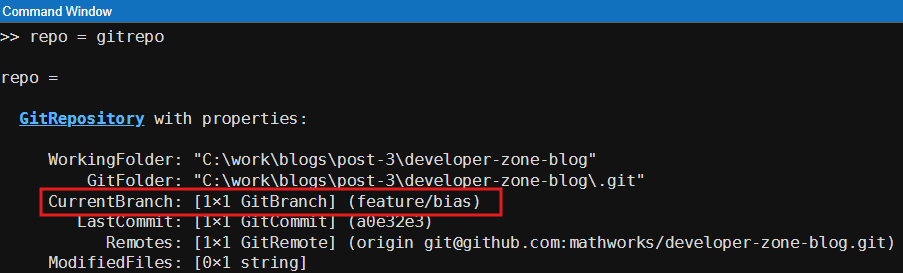 Command Window
>> repo = gitrepo
repo =
GitRepository with properties:
WorkingFolder: "C:\work\blogs\post-3\developer-zone-blog"
GitFolder: "C:\work\blogs\post-3\developer-zone-blog\.git"
CurrentBranch: [1×1 GitBranch] (feature/bias)
LastCommit: [1×1 GitCommit] (a0e32e3)
Remotes: [1×1 GitRemote] (origin git@github.com:mathworks/developer-zone-blog.git)
ModifiedFiles: [0×1 string]